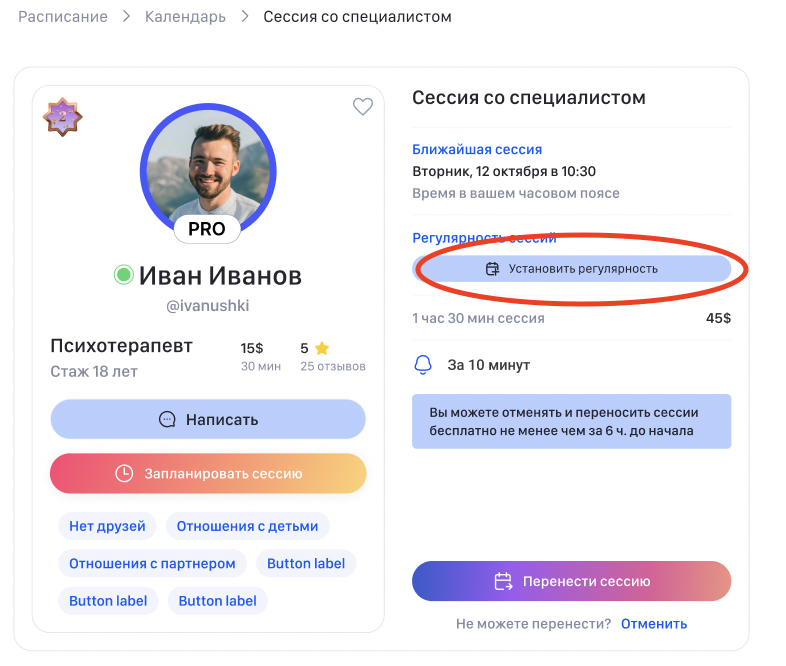 Расписание > Календарь > Сессия со специалистом
2
PRO
Иван Иванов
@ivanushki
Психотерапевт
Стаж 18 лет
15$
30 мин
5
25 отзывов
Написать
Запланировать сессию
Нет друзей
Отношения с детьми
Отношения с партнером
Button label
Button label
Button label
Сессия со специалистом
Ближайшая сессия
Вторник, 12 октября в 10:30
Время в вашем часовом поясе
Регулярность сессий
Установить регулярность
1 час 30 мин сессия
45$
За 10 минут
Вы можете отменять и переносить сессии
бесплатно не менее чем за 6 ч. до начала
Перенести сессию
Не можете перенести? Отменить